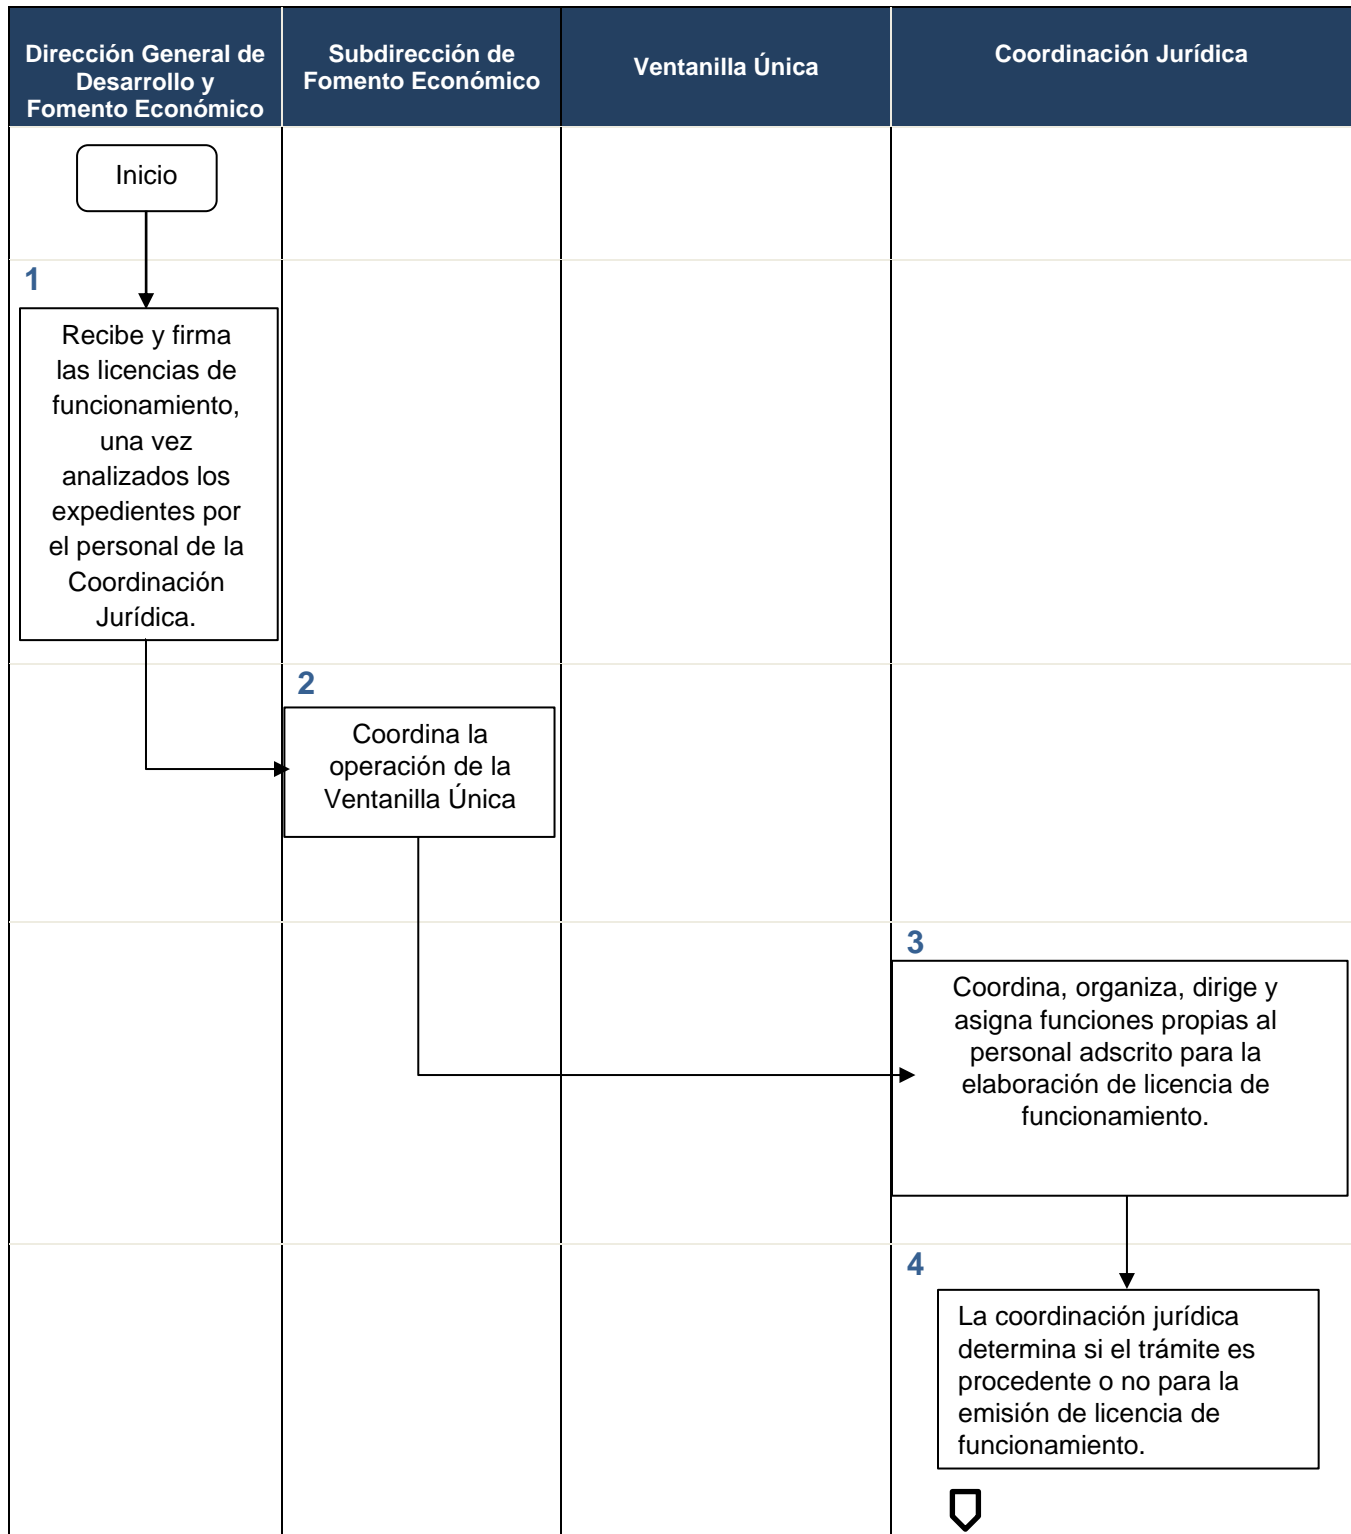 Dirección General de
Desarrollo y
Fomento Económico
Subdirección de
Fomento Económico
Ventanilla Única
Coordinación Jurídica
Inicio
1
Recibe y firma
las licencias de
funcionamiento,
una vez
analizados los
expedientes por
el personal de la
Coordinación
Jurídica.
2
Coordina la
operación de la
Ventanilla Única
3
Coordina, organiza, dirige y
asigna funciones propias al
personal adscrito para la
elaboración de licencia de
funcionamiento.
4
La coordinación jurídica
determina si el trámite es
procedente o no para la
emisión de licencia de
funcionamiento.